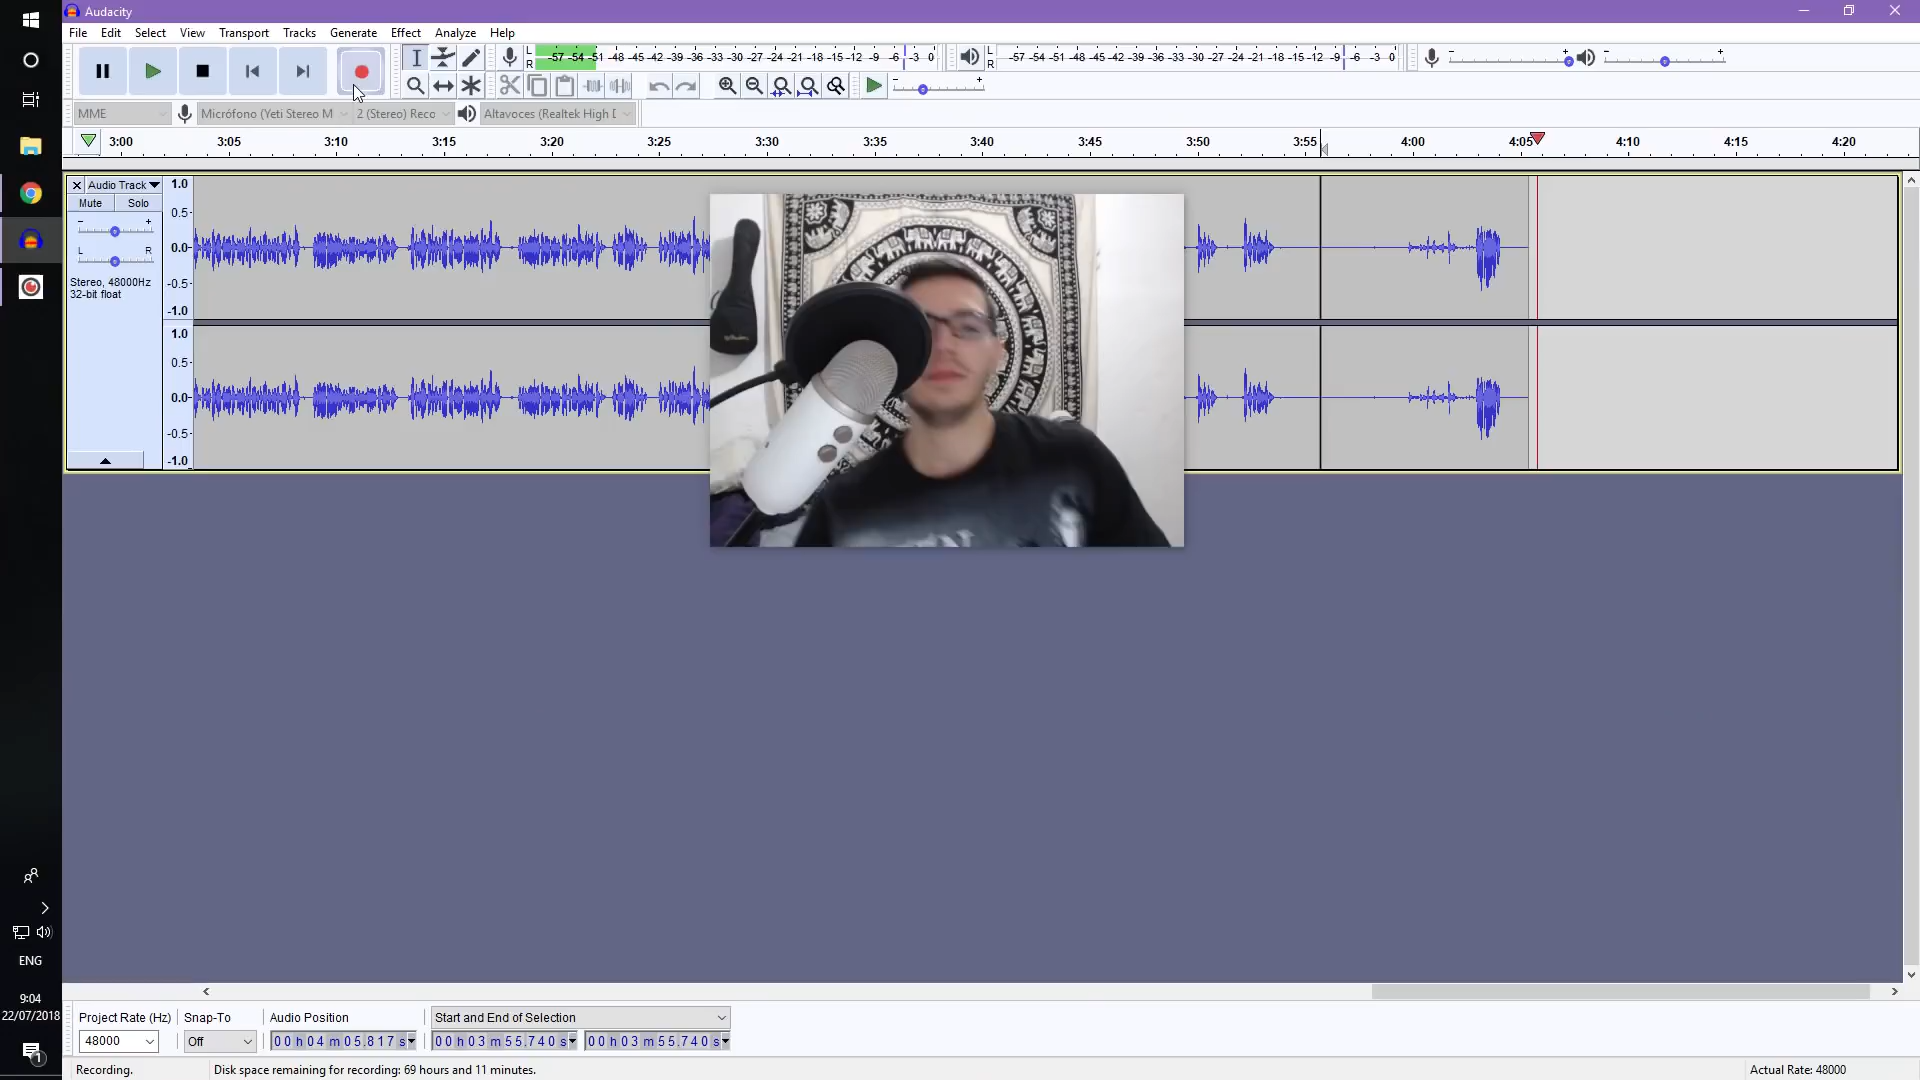 Audacity
File Edit Select View Transport Tracks Generate Effect Analyze Help
L
R
-57 -54 -51 -48 -45 -42 -39 -36 -33 -30 -27 -24 -21 -18 -15 -12 -9 -6 -3 0
L
R
-57 -54 -51 -48 -45 -42 -39 -36 -33 -30 -27 -24 -21 -18 -15 -12 -9 -6 -3 0
MME
Micrófono (Yeti Stereo M
2 (Stereo) Reco
Altavoces (Realtek High D
3:00 3:05 3:10 3:15 3:20 3:25 3:30 3:35 3:40 3:45 3:50 3:55 4:00 4:05 4:10 4:15 4:20
Audio Track
Mute Solo
L R
Stereo, 48000Hz
32-bit float
1.0
0.5
0.0
-0.5
-1.0
1.0
0.5
0.0
-0.5
-1.0
ENG
9:04
22/07/2018
1
Project Rate (Hz) Snap-To Audio Position Start and End of Selection
48000 Off 00 h 04 m 05.817 s 00 h 03 m 55.740 s 00 h 03 m 55.740 s
Recording. Disk space remaining for recording: 69 hours and 11 minutes. Actual Rate: 48000